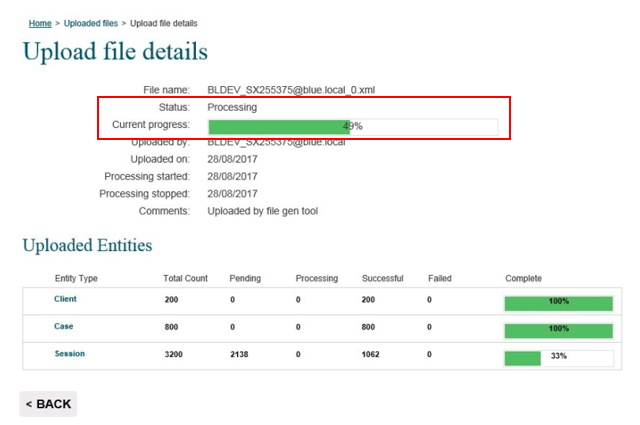 Home > Uploaded files > Upload file details
Upload file details
File name: BLDEV_SX255375@blue.local_0.xml
Status: Processing
Current progress: 49%
Uploaded by: BLDEV_SX255375@blue.local
Uploaded on: 28/08/2017
Processing started: 28/08/2017
Processing stopped: 28/08/2017
Comments: Uploaded by file gen tool
Uploaded Entities
Entity Type Total Count Pending Processing Successful Failed Complete
Client 200 0 0 200 0 100%
Case 800 0 0 800 0 100%
Session 3200 2138 0 1062 0 33%
< BACK